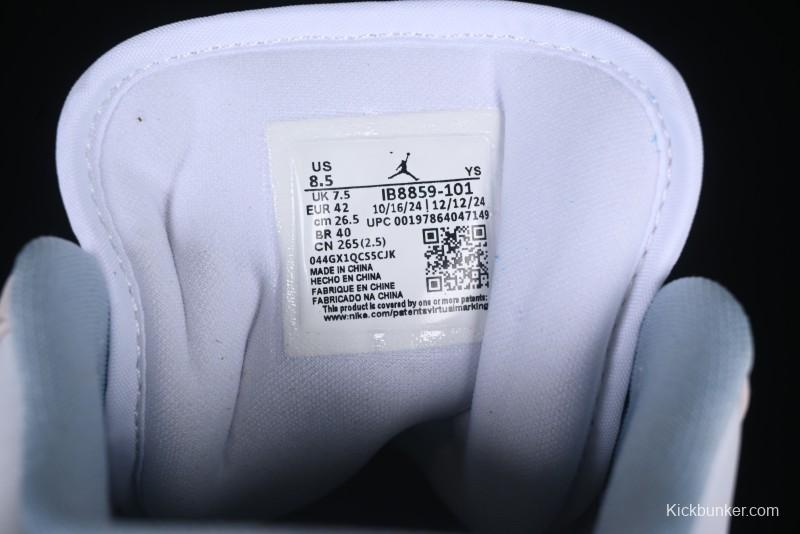 US YS
8.5
UK 7.5 IB8859-101
EUR 42 10/16/24 | 12/12/24
cm 26.5 UPC 00197864047149
BR 40
CN 265(2.5)
044GX1QC55CJK
MADE IN CHINA
HECHO EN CHINA
FABRIQUE EN CHINE
FABRICADO NA CHINA
This product is covered by one or more patents:
www.nike.com/patentsvirtualmarking
Kickbunker.com